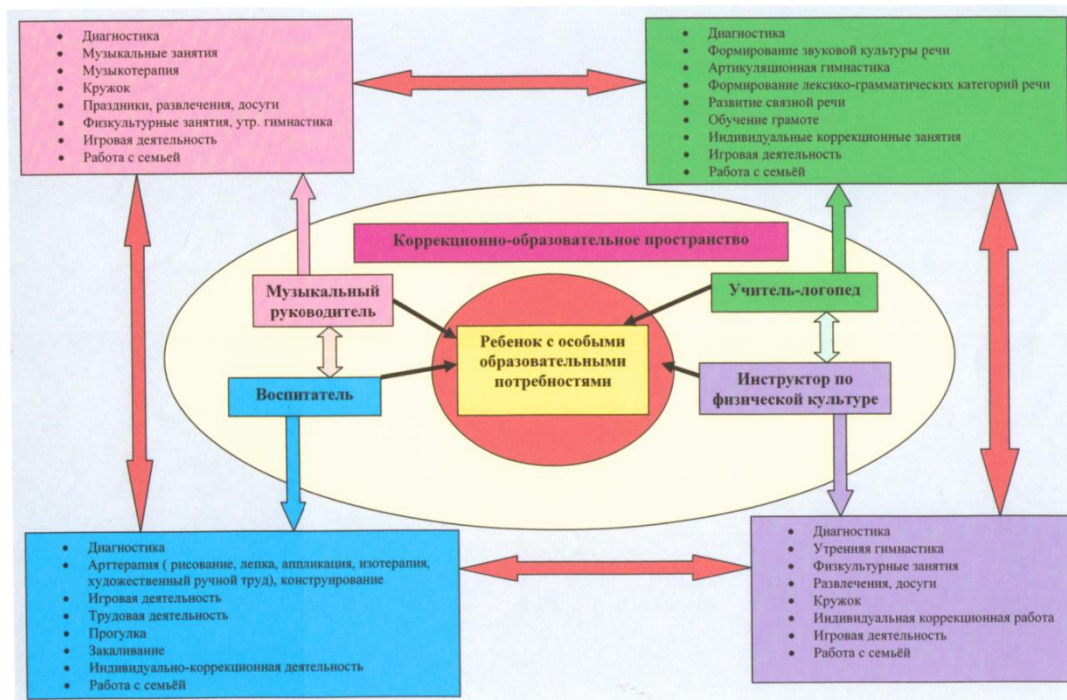 • Диагностика
• Музыкальные занятия
• Музыкотерапия
• Кружок
• Праздники, развлечения, досуги
• Физкультурные занятия, утр. гимнастика
• Игровая деятельность
• Работа с семьей
• Диагностика
• Формирование звуковой культуры речи
• Артикуляционная гимнастика
• Формирование лексико-грамматических категорий речи
• Развитие связной речи
• Обучение грамоте
• Индивидуальные коррекционные занятия
• Игровая деятельность
• Работа с семьёй
Коррекционно-образовательное пространство
Музыкальный
руководитель
Учитель-логопед
Ребенок с особыми
образовательными
потребностями
Воспитатель
Инструктор по
физической культуре
• Диагностика
• Арттерапия ( рисование, лепка, аппликация, изотерапия,
художественный ручной труд), конструирование
• Игровая деятельность
• Трудовая деятельность
• Прогулка
• Закаливание
• Индивидуально-коррекционная деятельность
• Работа с семьёй
• Диагностика
• Утренняя гимнастика
• Физкультурные занятия
• Развлечения, досуги
• Кружок
• Индивидуальная коррекционная работа
• Игровая деятельность
• Работа с семьёй